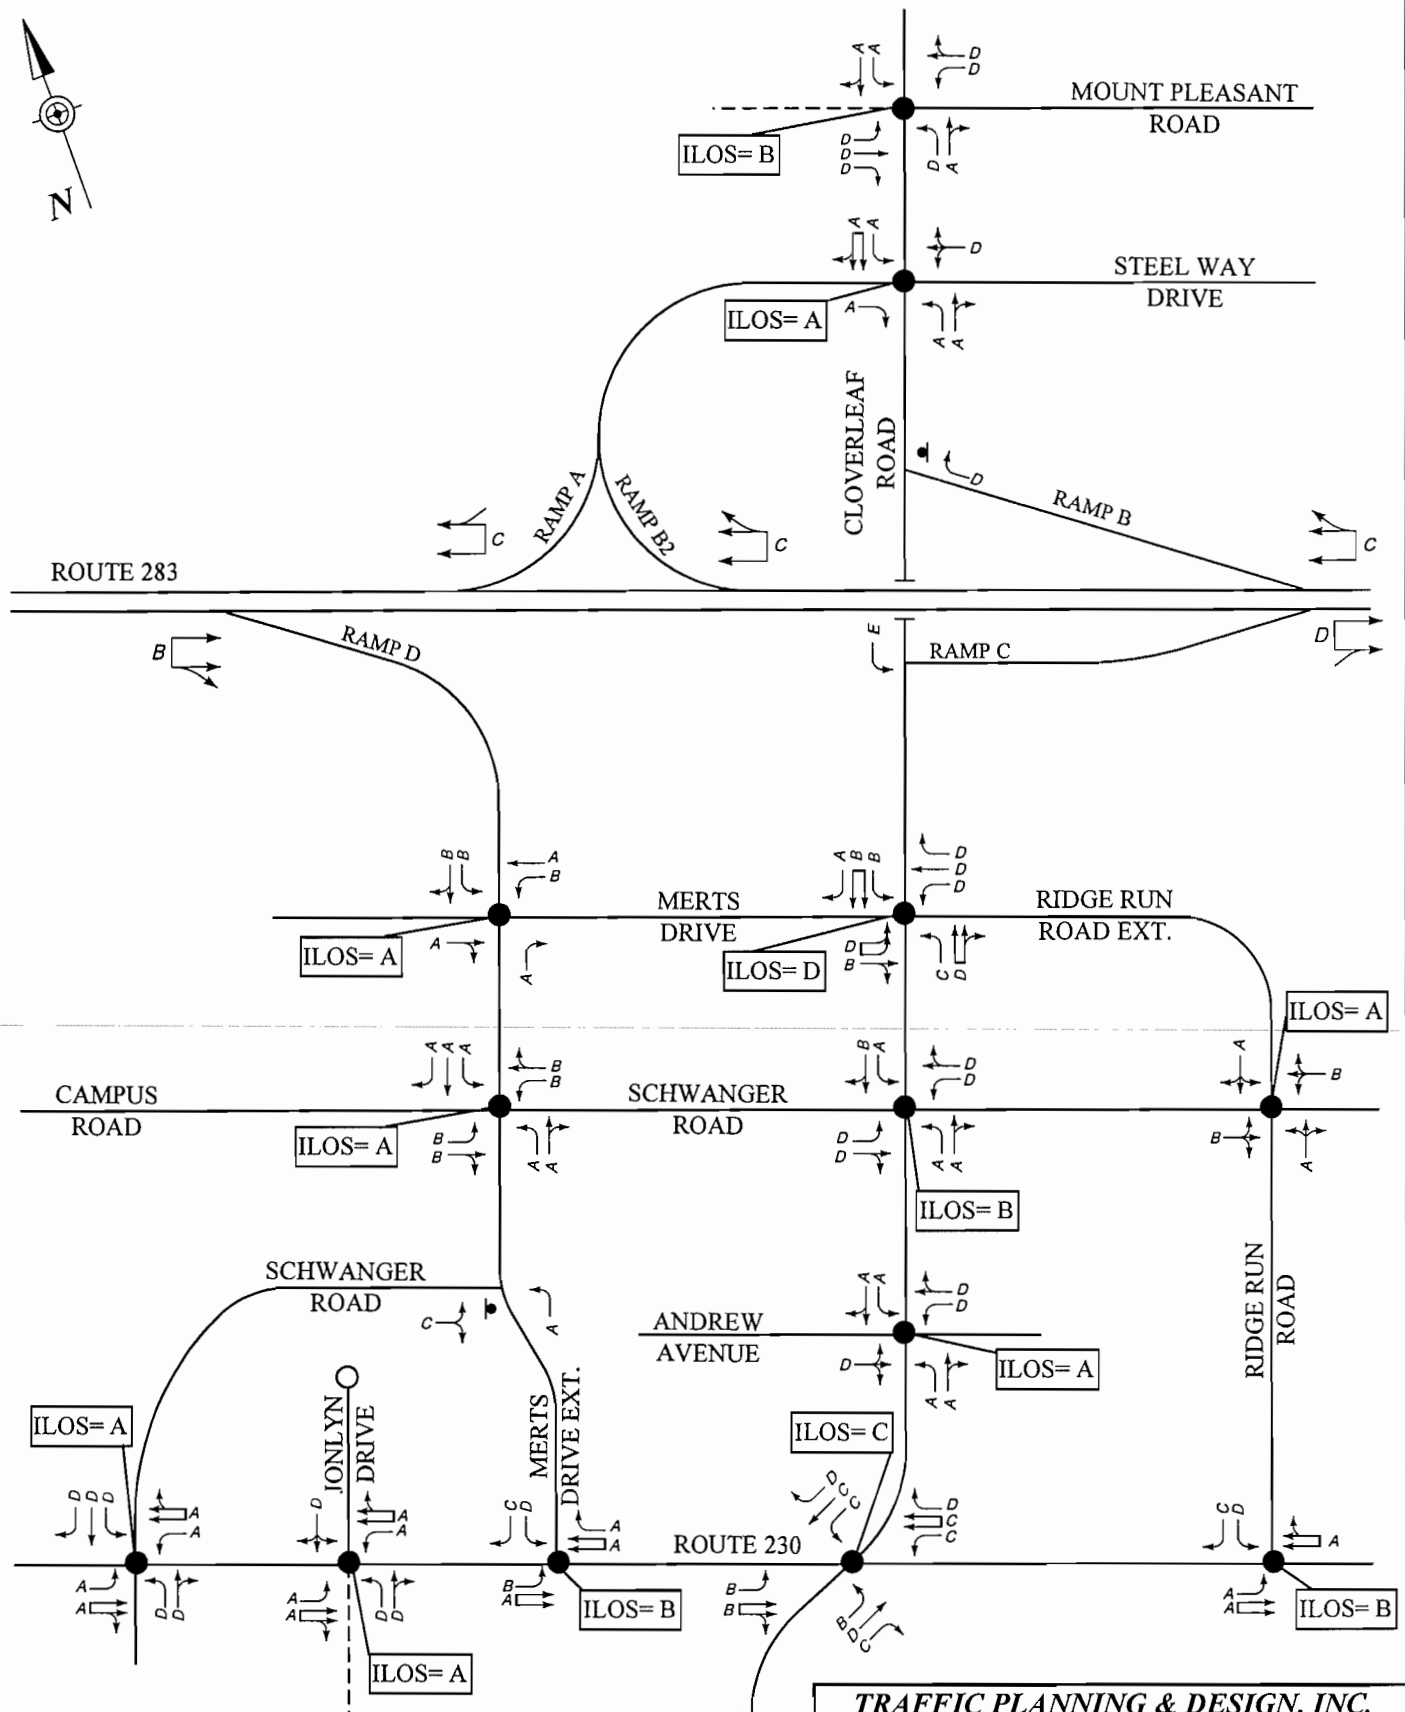 A A
D
D
MOUNT PLEASANT
ROAD
ILOS= B
D
D
D
D A
N
A A
D
STEEL WAY
DRIVE
ILOS= A
A
A A
CLOVERLEAF
ROAD
D
RAMP A
RAMP B2
RAMP B
C
C
C
ROUTE 283
RAMP D
B
E
RAMP C
D
B B
A
B
A B B
D
D
D
MERTS
DRIVE
RIDGE RUN
ROAD EXT.
ILOS= A
A
A
ILOS= D
D
B
C D
ILOS= A
A A A
B
B
B A
D
D
A
B
CAMPUS
ROAD
SCHWANGER
ROAD
ILOS= A
B
B
A A
D
D
A A
B
A
ILOS= B
SCHWANGER
ROAD
C
A
A A
D
D
ANDREW
AVENUE
D
A A
ILOS= A
RIDGE RUN
ROAD
ILOS= A
JONLYN
DRIVE
MERTS
DRIVE EXT.
ILOS= C
D D D
A
A
D
A
A
C D
A
A
ROUTE 230
D C C
D
C
C
C D
A
A
A
D D
A
A
D D
B
A
ILOS= B
B
B
B D C
A
A
ILOS= B
ILOS= A
TRAFFIC PLANNING & DESIGN, INC.